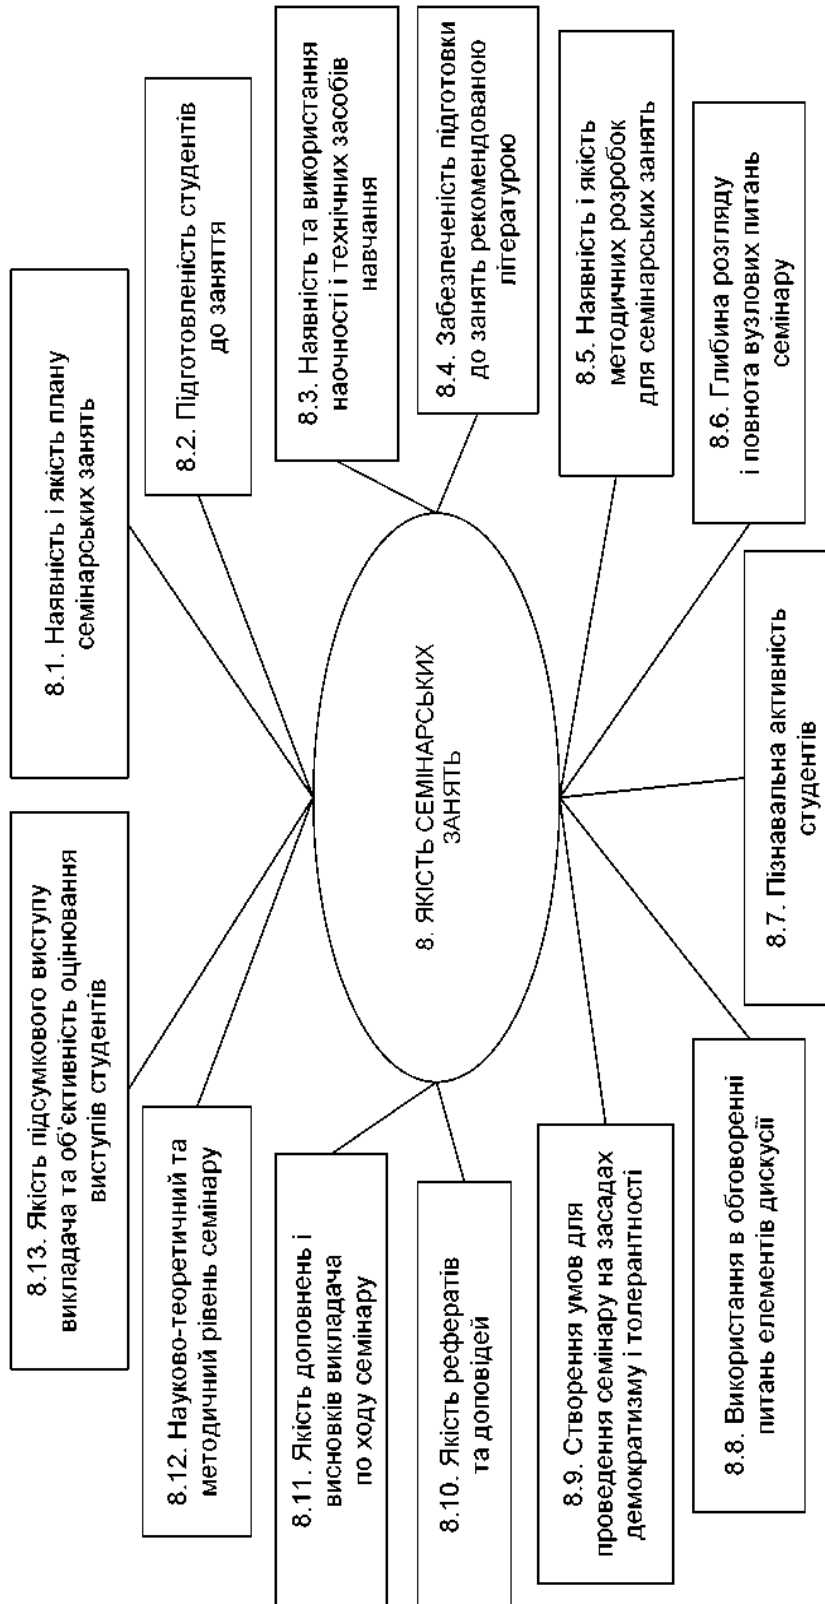 8.1. Наявність і якість плану
семінарських занять
8.2. Підготовленість студентів
до заняття
8.3. Наявність та використання
наочності і технічних засобів
навчання
8.4. Забезпеченість підготовки
до занять рекомендованою
літературою
8.5. Наявність і якість
методичних розробок
для семінарських занять
8.6. Глибина розгляду
і повнота вузлових питань
семінару
8.7. Пізнавальна активність
студентів
8.8. Використання в обговоренні
питань елементів дискусії
8.9. Створення умов для
проведення семінару на засадах
демократизму і толерантності
8.10. Якість рефератів
та доповідей
8.11. Якість доповнень і
висновків викладача
по ходу семінару
8.12. Науково-теоретичний та
методичний рівень семінару
8.13. Якість підсумкового виступу
викладача та об'єктивність оцінювання
виступів студентів
8. ЯКІСТЬ СЕМІНАРСЬКИХ
ЗАНЯТЬ